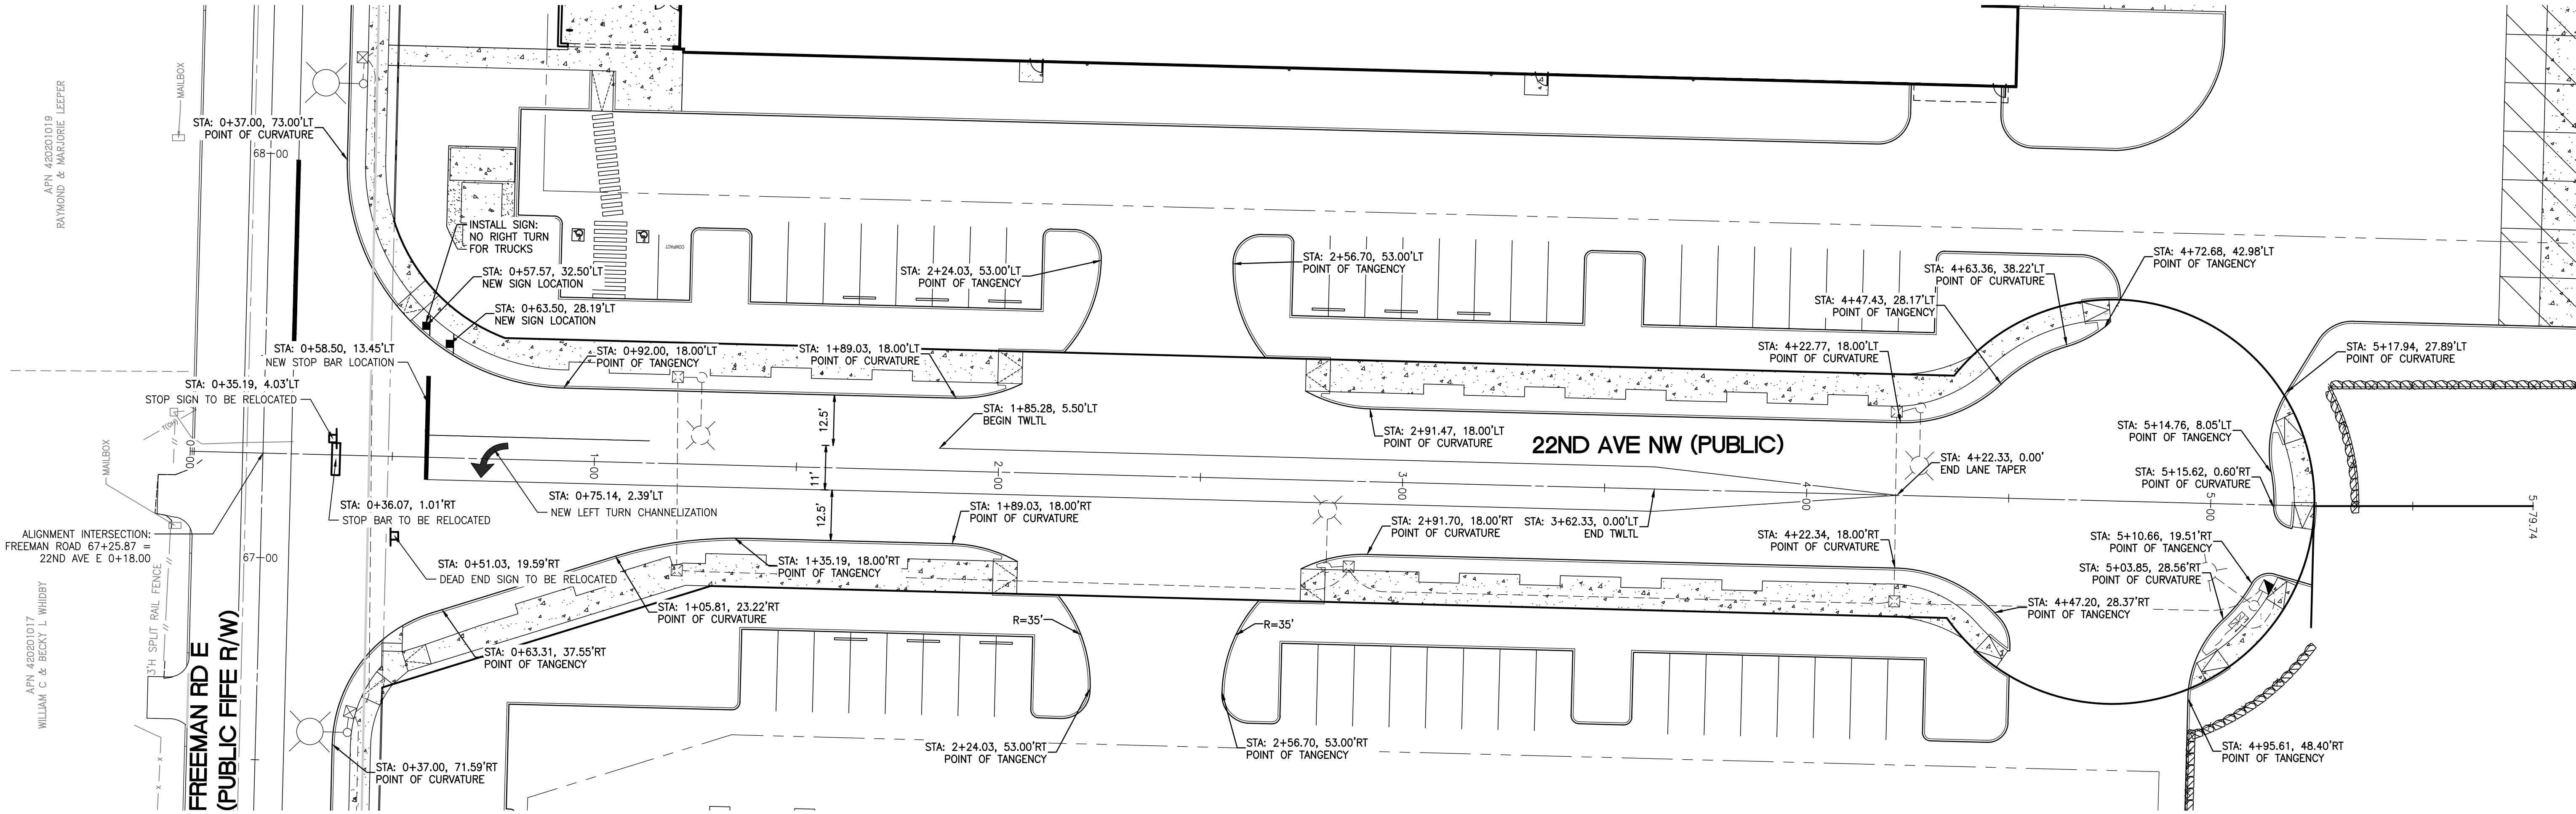 APN 420201019
RAYMOND & MARJORIE LEEPER
MAILBOX
STA: 0+37.00, 73.00'LT
POINT OF CURVATURE
68+00
INSTALL SIGN:
NO RIGHT TURN
FOR TRUCKS
STA: 0+57.57, 32.50'LT
NEW SIGN LOCATION
STA: 0+63.50, 28.19'LT
NEW SIGN LOCATION
COMPACT
STA: 0+58.50, 13.45'LT
NEW STOP BAR LOCATION
STA: 0+35.19, 4.03'LT
STOP SIGN TO BE RELOCATED
STA: 0+92.00, 18.00'LT
POINT OF TANGENCY
STA: 1+89.03, 18.00'LT
POINT OF CURVATURE
STA: 2+24.03, 53.00'LT
POINT OF TANGENCY
STA: 2+56.70, 53.00'LT
POINT OF TANGENCY
STA: 1+85.28, 5.50'LT
BEGIN TWLTL
STA: 2+91.47, 18.00'LT
POINT OF CURVATURE
22ND AVE NW (PUBLIC)
STA: 4+22.77, 18.00'LT
POINT OF CURVATURE
STA: 4+47.43, 28.17'LT
POINT OF TANGENCY
STA: 4+63.36, 38.22'LT
POINT OF CURVATURE
STA: 4+72.68, 42.98'LT
POINT OF TANGENCY
STA: 5+17.94, 27.89'LT
POINT OF CURVATURE
STA: 5+14.76, 8.05'LT
POINT OF TANGENCY
STA: 5+15.62, 0.60'RT
POINT OF CURVATURE
STA: 4+22.33, 0.00'
END LANE TAPER
T(OH)
MAILBOX
0+00
1+00
2+00
3+00
4+00
5+00
5+79.74
12.5'
11'
12.5'
STA: 0+75.14, 2.39'LT
NEW LEFT TURN CHANNELIZATION
STA: 0+36.07, 1.01'RT
STOP BAR TO BE RELOCATED
ALIGNMENT INTERSECTION:
FREEMAN ROAD 67+25.87 =
22ND AVE E 0+18.00
67+00
STA: 0+51.03, 19.59'RT
DEAD END SIGN TO BE RELOCATED
STA: 1+05.81, 23.22'RT
POINT OF CURVATURE
STA: 1+35.19, 18.00'RT
POINT OF TANGENCY
STA: 1+89.03, 18.00'RT
POINT OF CURVATURE
STA: 2+91.70, 18.00'RT
POINT OF CURVATURE
STA: 3+62.33, 0.00'LT
END TWLTL
STA: 4+22.34, 18.00'RT
POINT OF CURVATURE
STA: 4+47.20, 28.37'RT
POINT OF TANGENCY
STA: 5+10.66, 19.51'RT
POINT OF TANGENCY
STA: 5+03.85, 28.56'RT
POINT OF CURVATURE
STA: 4+95.61, 48.40'RT
POINT OF TANGENCY
R=35'
R=35'
STA: 0+63.31, 37.55'RT
POINT OF TANGENCY
STA: 2+24.03, 53.00'RT
POINT OF TANGENCY
STA: 2+56.70, 53.00'RT
POINT OF TANGENCY
STA: 0+37.00, 71.59'RT
POINT OF CURVATURE
APN 420201017
WILLIAM C & BECKY L WHIDBY
3'H SPLIT RAIL FENCE
FREEMAN RD E
(PUBLIC FIFE R/W)